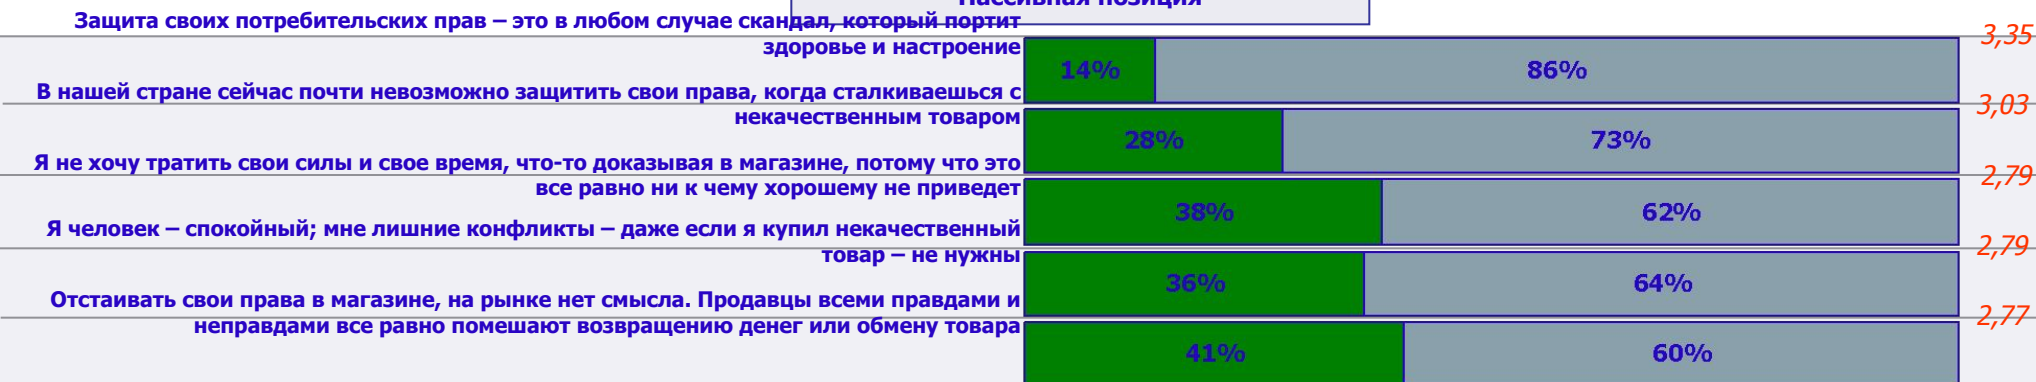 Пассивная позиция
Защита своих потребительских прав – это в любом случае скандал, который портит
здоровье и настроение
14% 86% 3,35
В нашей стране сейчас почти невозможно защитить свои права, когда сталкиваешься с
некачественным товаром
28% 73% 3,03
Я не хочу тратить свои силы и свое время, что-то доказывая в магазине, потому что это
все равно ни к чему хорошему не приведет
38% 62% 2,79
Я человек – спокойный; мне лишние конфликты – даже если я купил некачественный
товар – не нужны
36% 64% 2,79
Отстаивать свои права в магазине, на рынке нет смысла. Продавцы всеми правдами и
неправдами все равно помешают возвращению денег или обмену товара
41% 60% 2,77